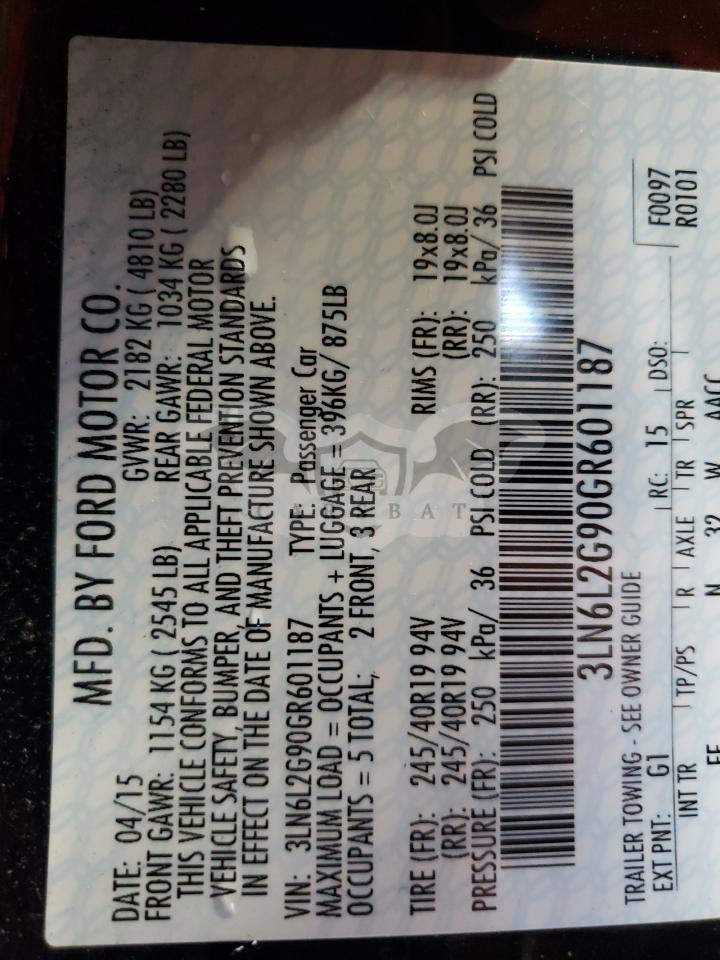 MFD. BY FORD MOTOR CO.
DATE: 04/15 GVWR: 2182 KG ( 4810 LB)
FRONT GAWR: 1154 KG ( 2545 LB) REAR GAWR: 1034 KG ( 2280 LB)
THIS VEHICLE CONFORMS TO ALL APPLICABLE FEDERAL MOTOR
VEHICLE SAFETY, BUMPER, AND THEFT PREVENTION STANDARDS
IN EFFECT ON THE DATE OF MANUFACTURE SHOWN ABOVE.
VIN: 3LN6L2G90GR601187 TYPE: Passenger Car
MAXIMUM LOAD = OCCUPANTS + LUGGAGE = 396KG/ 875LB
OCCUPANTS = 5 TOTAL; 2 FRONT, 3 REAR
TIRE (FR): 245/40R19 94V RIMS (FR): 19x8.0J
(RR): 245/40R19 94V (RR): 19x8.0J
PRESSURE (FR): 250 kPa/ 36 PSI COLD (RR): 250 kPa/ 36 PSI COLD
3LN6L2G90GR601187
TRAILER TOWING - SEE OWNER GUIDE F0097
EXT PNT: G1 RC: 15 DSO: R0101
INT TR TP/PS R AXLE TR SPR
EF N 32 W AACC